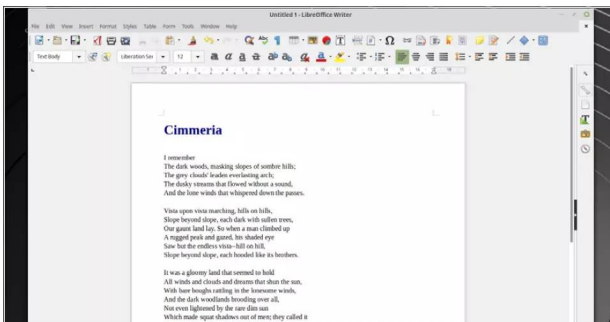 Untitled 1 - LibreOffice Writer
File Edit View Insert Format Styles Table Form Tools Window Help
Text Body Liberation Ser 12
Cimmeria
I remember
The dark woods, masking slopes of sombre hills;
The grey clouds' leaden everlasting arch;
The dusky streams that flowed without a sound,
And the lone winds that whispered down the passes.
Vista upon vista marching, hills on hills,
Slope beyond slope, each dark with sullen trees,
Our gaunt land lay. So when a man climbed up
A rugged peak and gazed, his shaded eye
Saw but the endless vista–hill on hill,
Slope beyond slope, each hooded like its brothers.
It was a gloomy land that seemed to hold
All winds and clouds and dreams that shun the sun,
With bare boughs rattling in the lonesome winds,
And the dark woodlands brooding over all,
Not even lightened by the rare dim sun
Which made squat shadows out of men; they called it